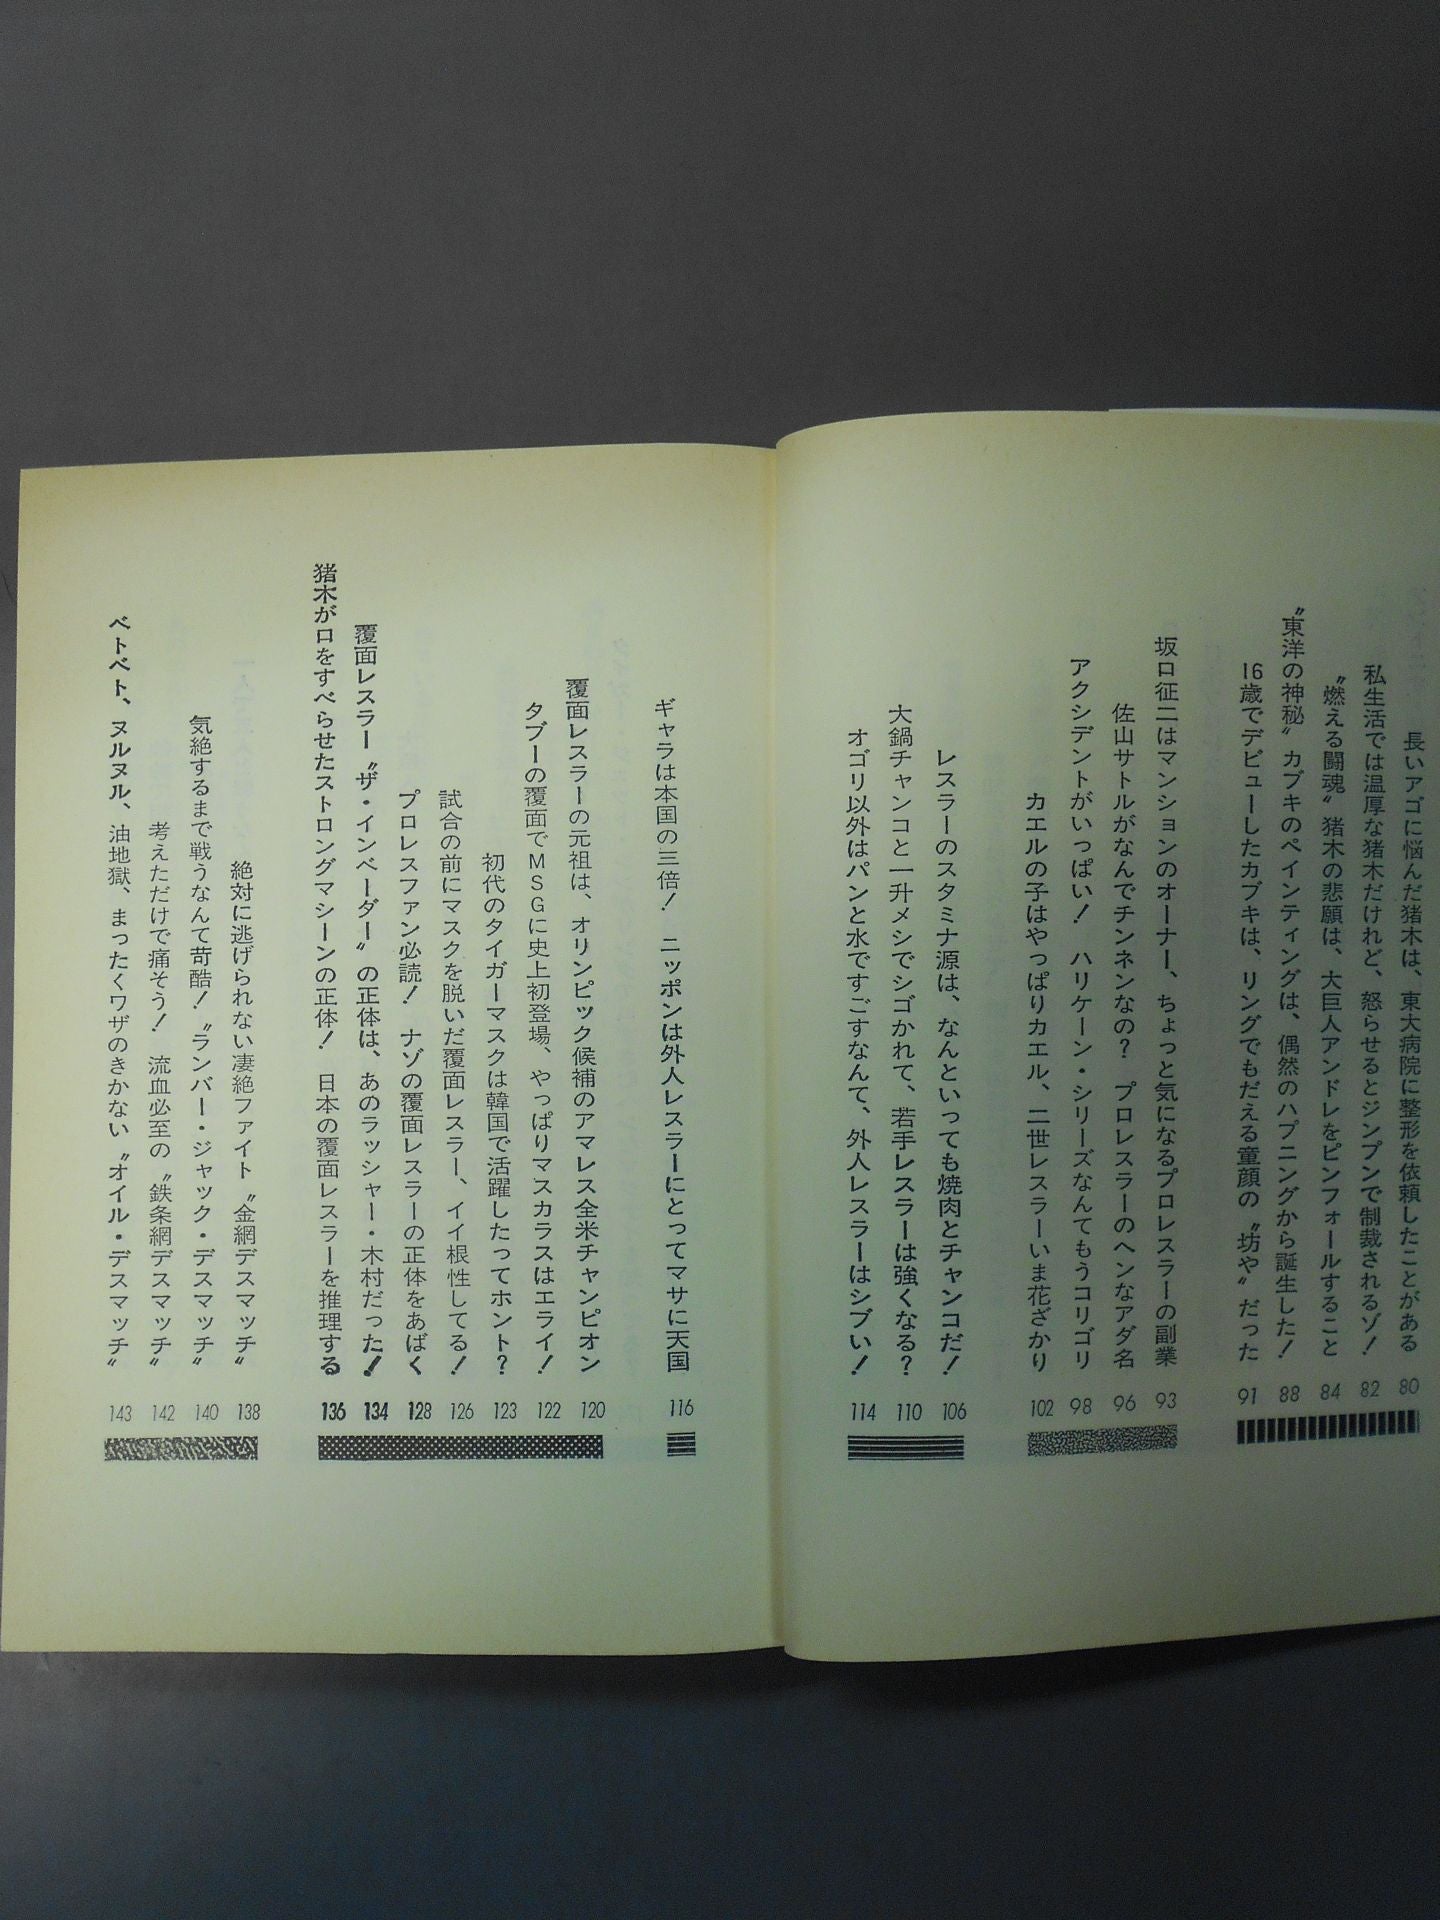 長いアゴに悩んだ猪木は、東大病院に整形を依頼したことがある 80
私生活では温厚な猪木だけれど、怒らせるとジンプンで制裁されるゾ！ 82
〝燃える闘魂〟猪木の悲願は、大巨人アンドレをピンフォールすること 84
〝東洋の神秘〟カブキのペインティングは、偶然のハプニングから誕生した！ 88
16歳でデビューしたカブキは、リングでもだえる童顔の〝坊や〟だった 91
坂口征二はマンションのオーナー、ちょっと気になるプロレスラーの副業 93
佐山サトルがなんでチンネンなの？　プロレスラーのヘンなアダ名 96
アクシデントがいっぱい！　ハリケーン・シリーズなんてもうコリゴリ 98
カエルの子はやっぱりカエル、二世レスラーいま花ざかり 102
レスラーのスタミナ源は、なんといっても焼肉とチャンコだ！ 106
大鍋チャンコと一升メシでシゴかれて、若手レスラーは強くなる？ 110
オゴリ以外はパンと水ですごすなんて、外人レスラーはシブい！ 114
ギャラは本国の三倍！　ニッポンは外人レスラーにとってマサに天国 116
覆面レスラーの元祖は、オリンピック候補のアマレス全米チャンピオン 120
タブーの覆面でＭＳＧに史上初登場、やっぱりマスカラスはエライ！ 122
初代のタイガーマスクは韓国で活躍したってホント？ 123
試合の前にマスクを脱いだ覆面レスラー、イイ根性してる！ 126
プロレスファン必読！　ナゾの覆面レスラーの正体をあばく 128
覆面レスラー〝ザ・インベーダー〟の正体は、あのラッシャー・木村だった！ 134
猪木が口をすべらせたストロングマシーンの正体！　日本の覆面レスラーを推理する 136
絶対に逃げられない凄絶ファイト〝金網デスマッチ〟 138
気絶するまで戦うなんて苛酷！〝ランバー・ジャック・デスマッチ〟 140
考えただけで痛そう！　流血必至の〝鉄条網デスマッチ〟 142
ベトベト、ヌルヌル、油地獄、まったくワザのきかない〝オイル・デスマッチ〟 143